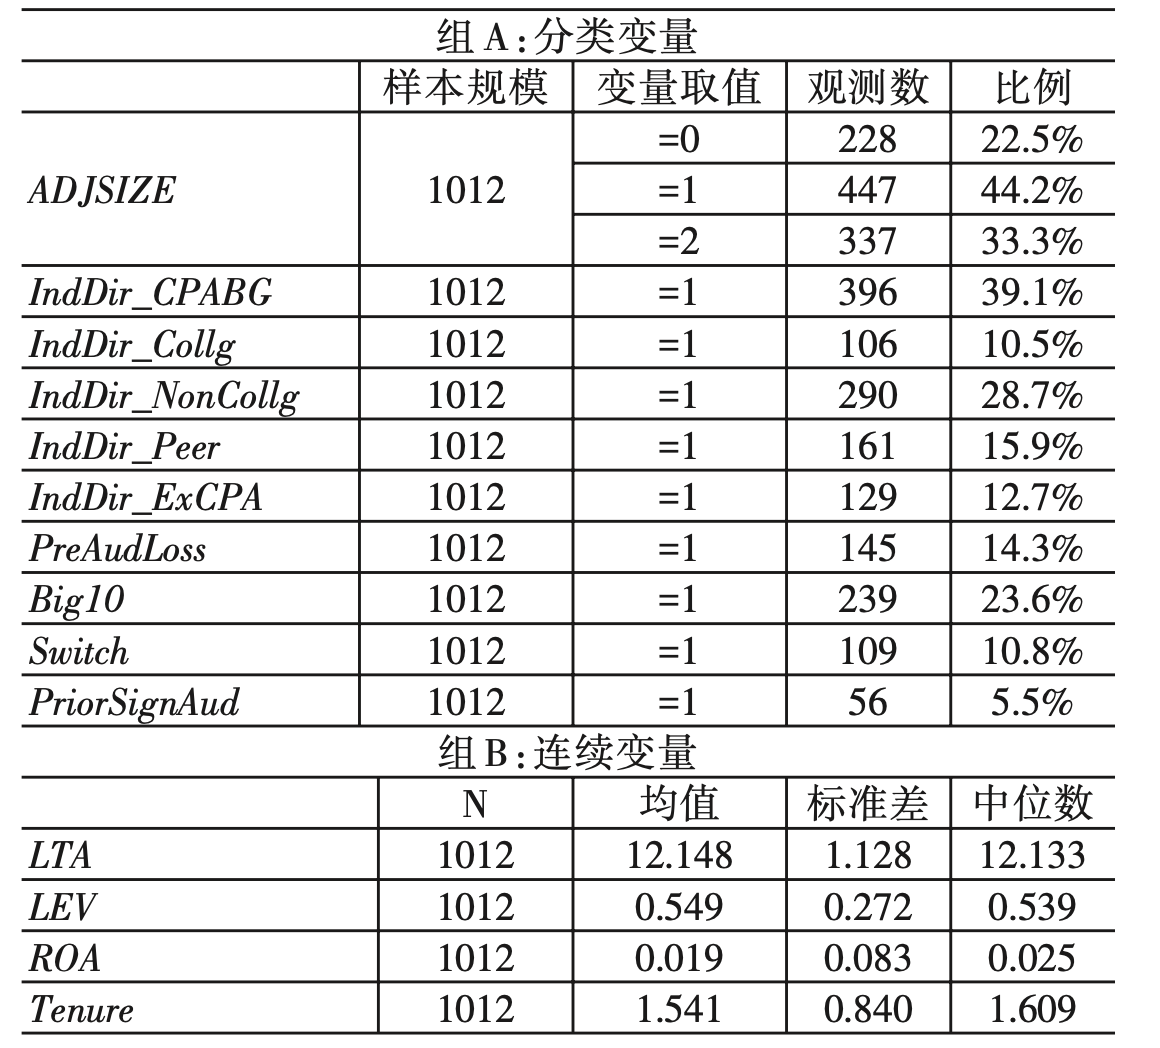 组 A:分类变量
样本规模 变量取值 观测数 比例
=0 228 22.5%
ADJSIZE 1012 =1 447 44.2%
=2 337 33.3%
IndDir_CPABG 1012 =1 396 39.1%
IndDir_Collg 1012 =1 106 10.5%
IndDir_NonCollg 1012 =1 290 28.7%
IndDir_Peer 1012 =1 161 15.9%
IndDir_ExCPA 1012 =1 129 12.7%
PreAudLoss 1012 =1 145 14.3%
Big10 1012 =1 239 23.6%
Switch 1012 =1 109 10.8%
PriorSignAud 1012 =1 56 5.5%
组 B:连续变量
N 均值 标准差 中位数
LTA 1012 12.148 1.128 12.133
LEV 1012 0.549 0.272 0.539
ROA 1012 0.019 0.083 0.025
Tenure 1012 1.541 0.840 1.609